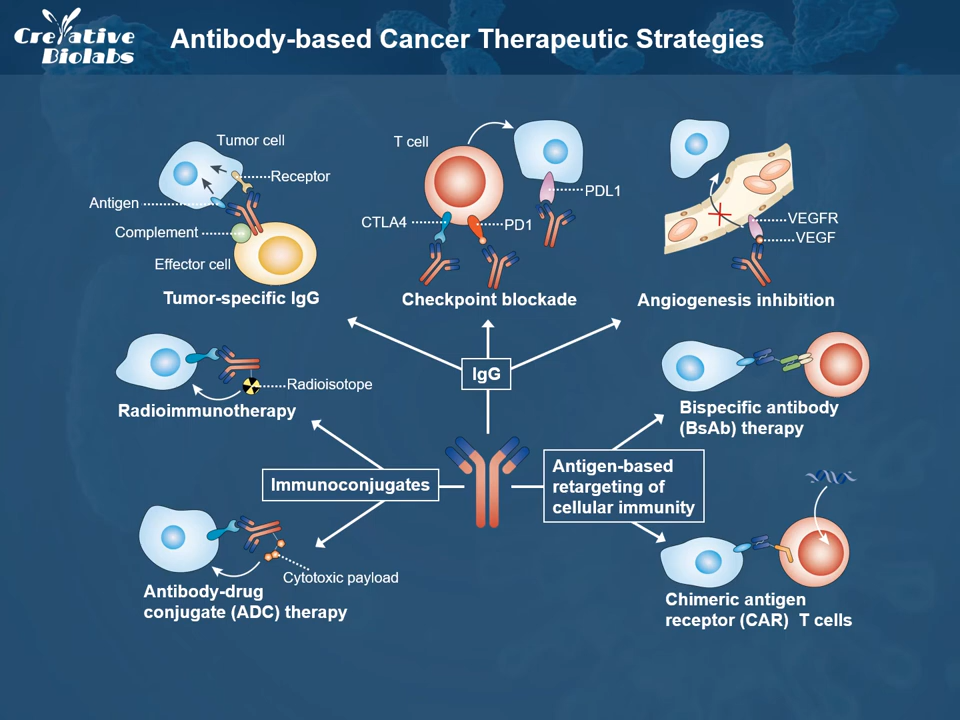 Creative
Biolabs
Antibody-based Cancer Therapeutic Strategies
Tumor cell
Receptor
Antigen
Complement
Effector cell
Tumor-specific IgG
T cell
PDL1
CTLA4
PD1
Checkpoint blockade
VEGFR
VEGF
Angiogenesis inhibition
IgG
Radioisotope
Radioimmunotherapy
Bispecific antibody
(BsAb) therapy
Immunoconjugates
Antigen-based
retargeting of
cellular immunity
Cytotoxic payload
Antibody-drug
conjugate (ADC) therapy
Chimeric antigen
receptor (CAR) T cells